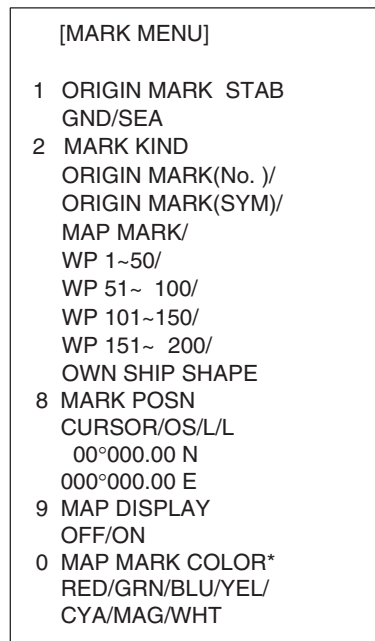 [MARK MENU]
1 ORIGIN MARK STAB
GND/SEA
2 MARK KIND
ORIGIN MARK(No. )/
ORIGIN MARK(SYM)/
MAP MARK/
WP 1~50/
WP 51~ 100/
WP 101~150/
WP 151~ 200/
OWN SHIP SHAPE
8 MARK POSN
CURSOR/OS/L/L
00°000.00 N
000°000.00 E
9 MAP DISPLAY
OFF/ON
0 MAP MARK COLOR*
RED/GRN/BLU/YEL/
CYA/MAG/WHT